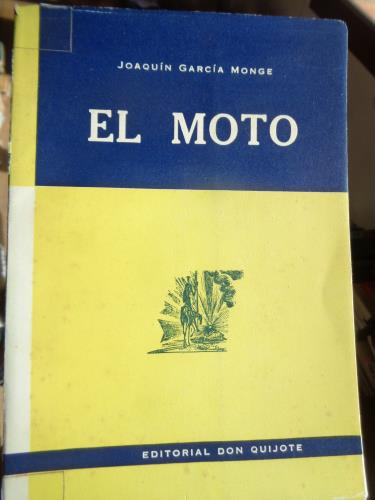 JOAQUÍN GARCÍA MONGE
EL MOTO
EDITORIAL DON QUIJOTE